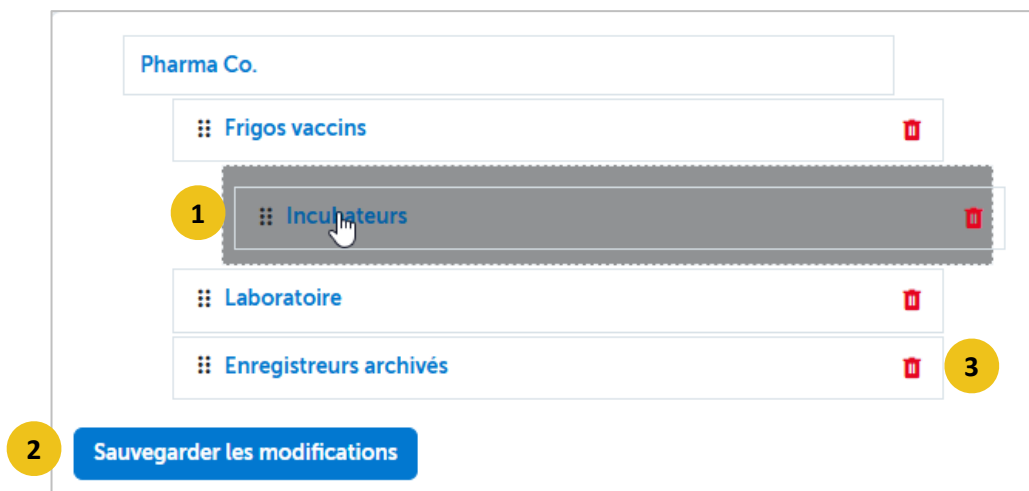 Pharma Co.
Frigos vaccins
1
Incubateurs
Laboratoire
Enregistreurs archivés
3
2
Sauvegarder les modifications